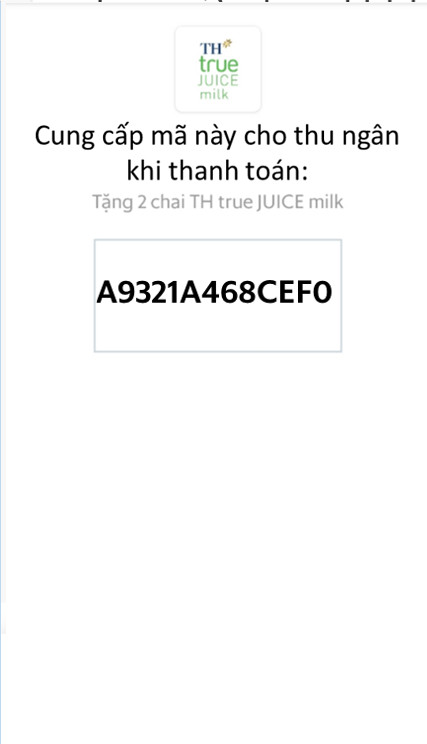 TH
true
JUICE
milk
Cung cấp mã này cho thu ngân
khi thanh toán:
Tặng 2 chai TH true JUICE milk
A9321A468CEF0